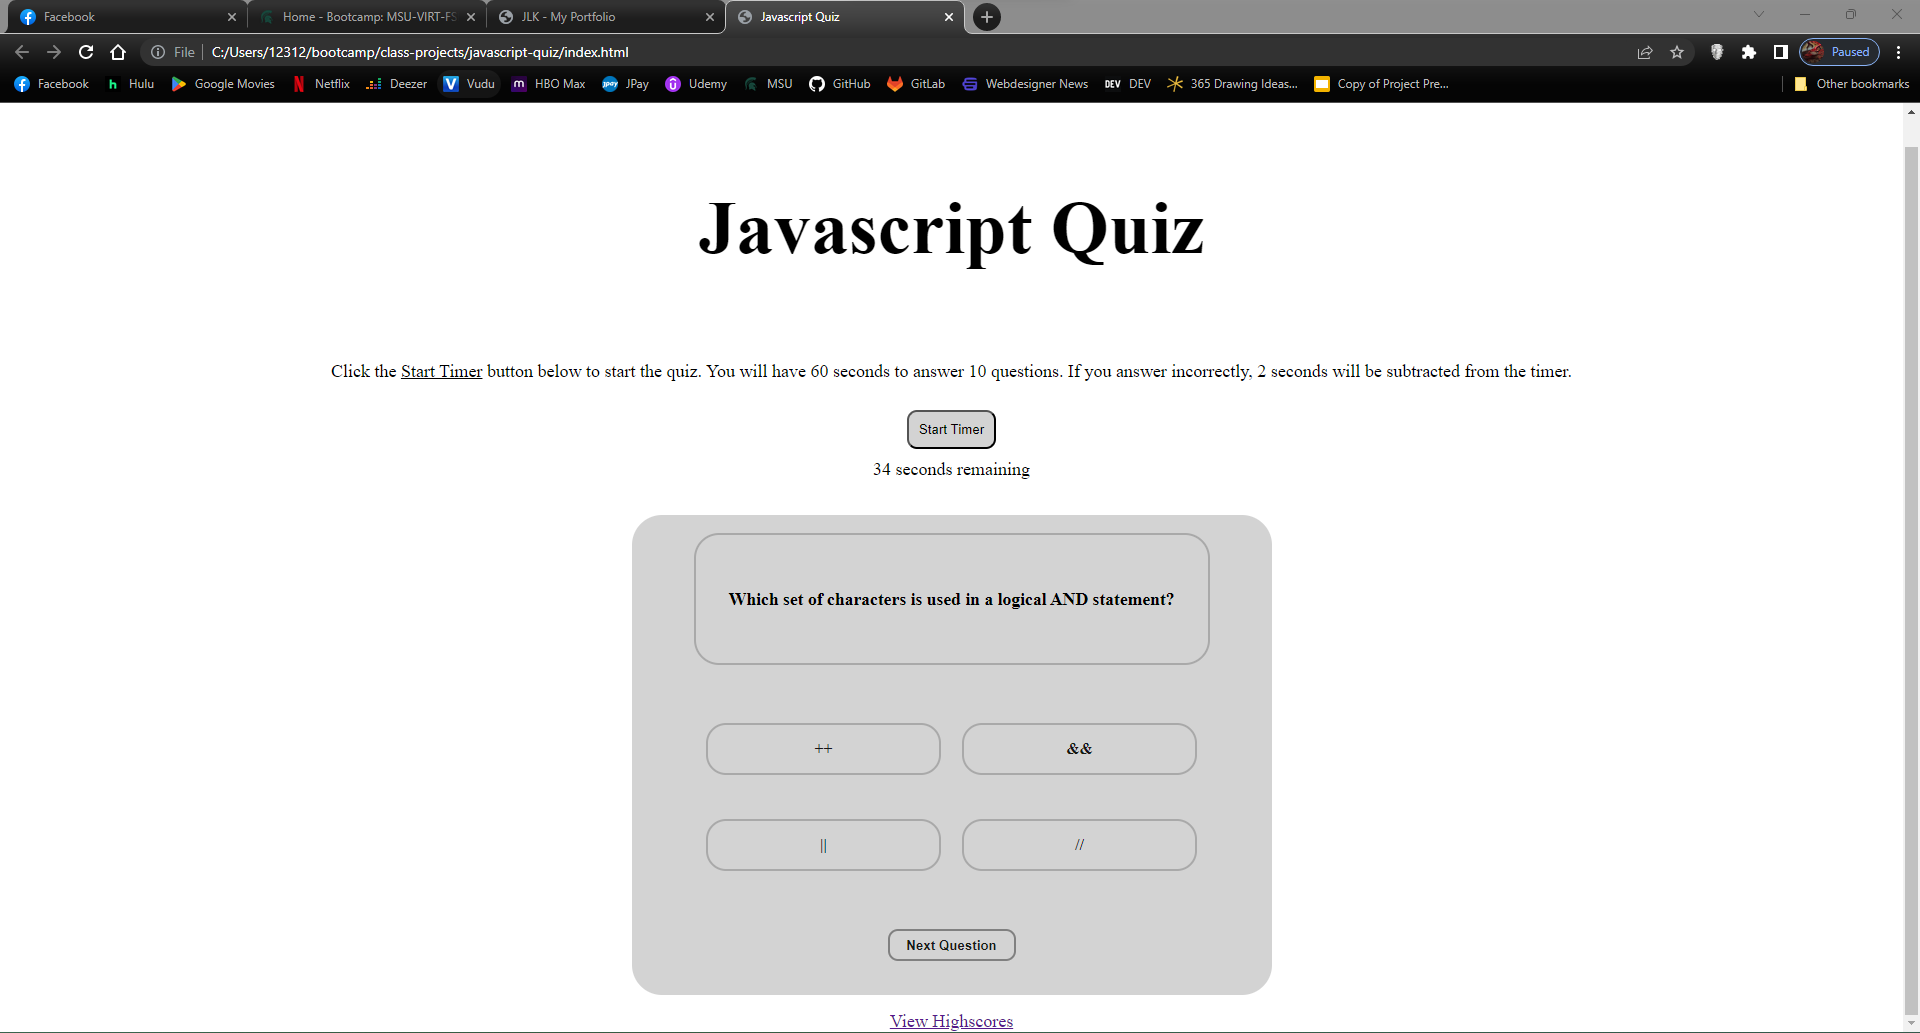 Facebook
Home - Bootcamp: MSU-VIRT-FS
JLK - My Portfolio
Javascript Quiz
File
C:/Users/12312/bootcamp/class-projects/javascript-quiz/index.html
Paused
Facebook
h Hulu
Google Movies
N Netflix
Deezer
V Vudu
m HBO Max
JPay JPay
Udemy
MSU
GitHub
GitLab
Webdesigner News
DEV DEV
365 Drawing Ideas...
Copy of Project Pre...
Other bookmarks
Javascript Quiz
Click the Start Timer button below to start the quiz. You will have 60 seconds to answer 10 questions. If you answer incorrectly, 2 seconds will be subtracted from the timer.
Start Timer
34 seconds remaining
Which set of characters is used in a logical AND statement?
++
&&
||
//
Next Question
View Highscores